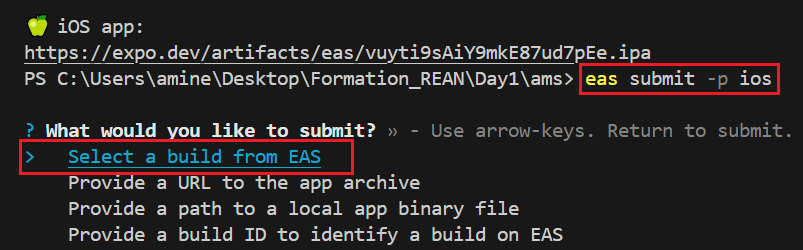 🍏 iOS app:
https://expo.dev/artifacts/eas/vuyti9sAiY9mkE87ud7pEe.ipa
PS C:\Users\amine\Desktop\Formation_REAN\Day1\ams> eas submit -p ios
? What would you like to submit? » - Use arrow-keys. Return to submit.
> Select a build from EAS
Provide a URL to the app archive
Provide a path to a local app binary file
Provide a build ID to identify a build on EAS